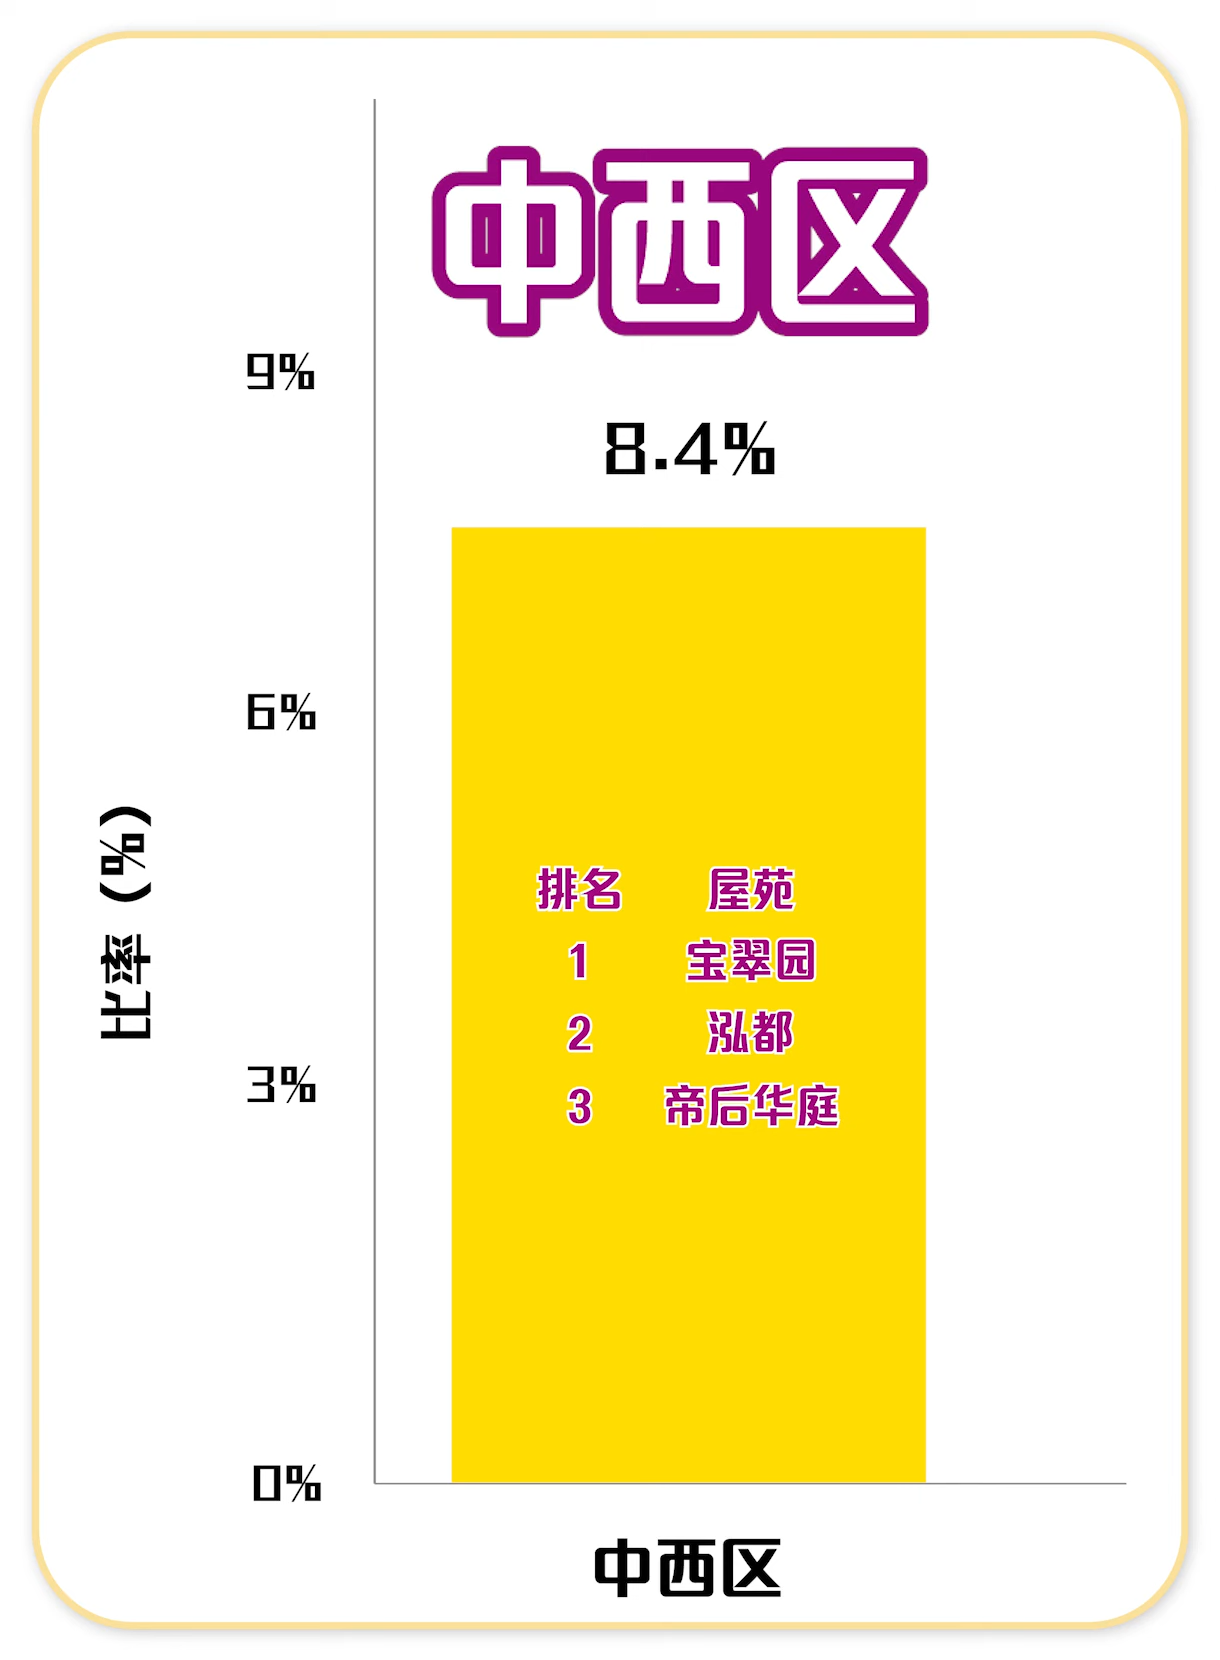 中西区
9%
8.4%
6%
比率 (%)
排名 屋苑
1 宝翠园
2 泓都
3 帝后华庭
3%
0%
中西区